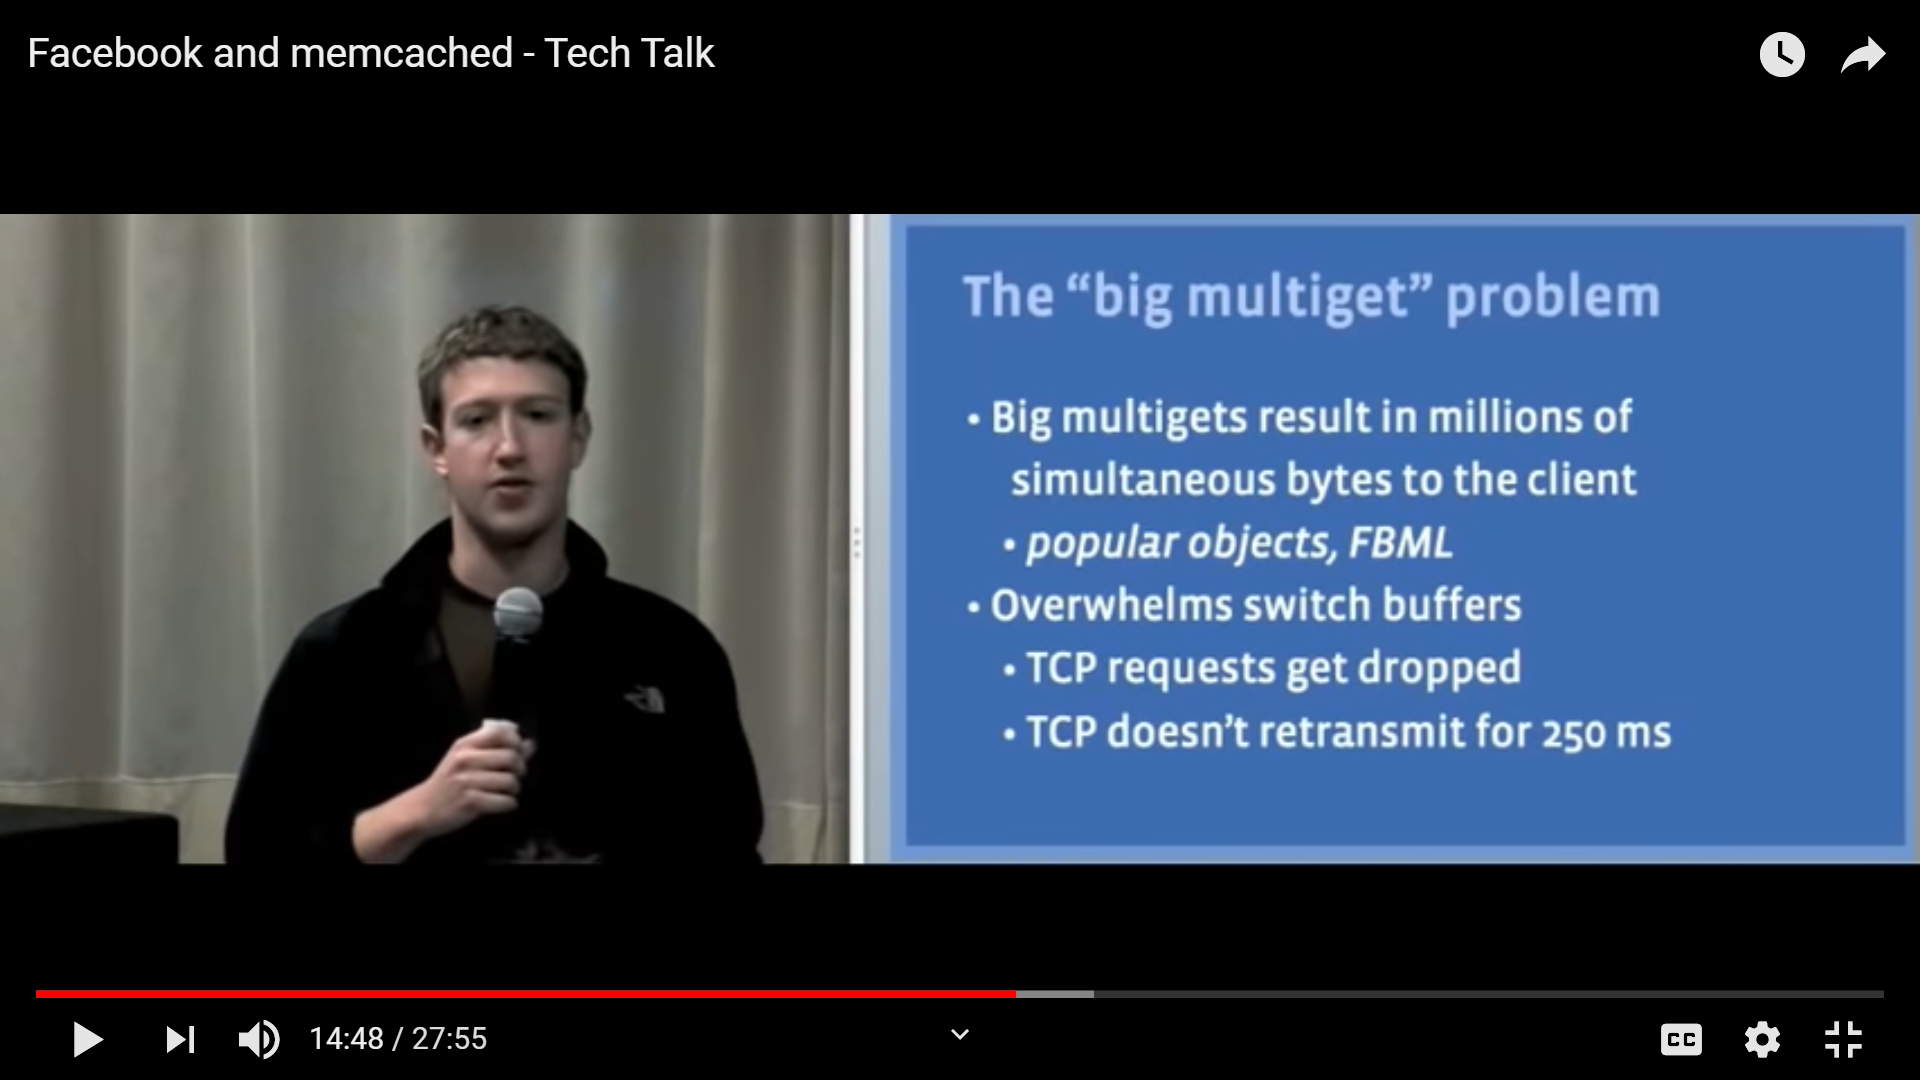 Facebook and memcached - Tech Talk
The “big multiget” problem
• Big multigets result in millions of
simultaneous bytes to the client
• popular objects, FBML
• Overwhelms switch buffers
• TCP requests get dropped
• TCP doesn’t retransmit for 250 ms
14:48 / 27:55
CC